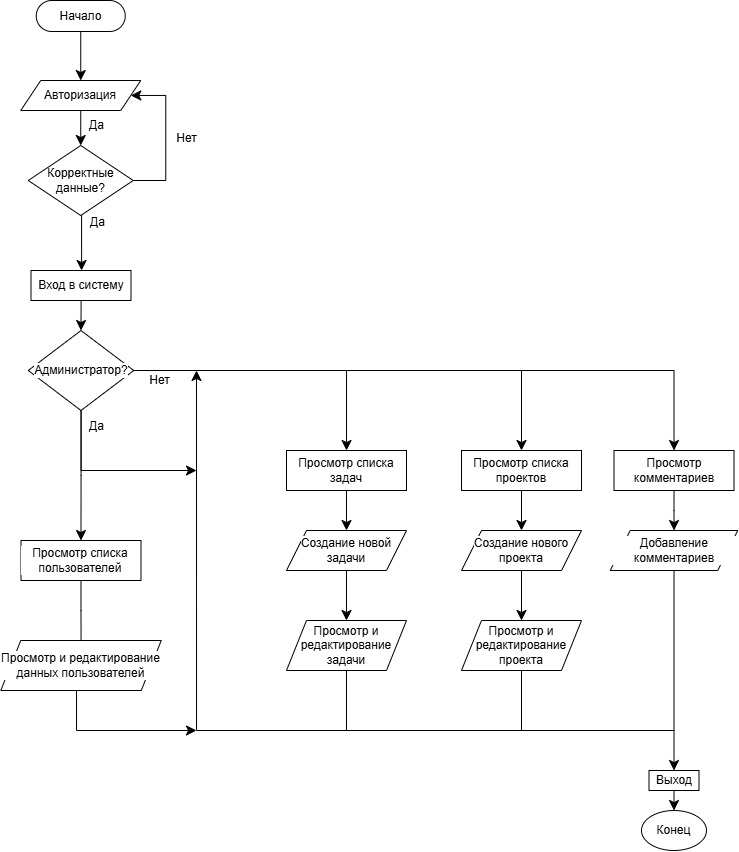 Начало
Авторизация
Да
Нет
Корректные
данные?
Да
Вход в систему
Администратор?
Нет
Да
Просмотр списка
задач
Просмотр списка
проектов
Просмотр
комментариев
Создание новой
задачи
Создание нового
проекта
Добавление
комментариев
Просмотр списка
пользователей
Просмотр и
редактирование
задачи
Просмотр и
редактирование
проекта
Просмотр и редактирование
данных пользователей
Выход
Конец